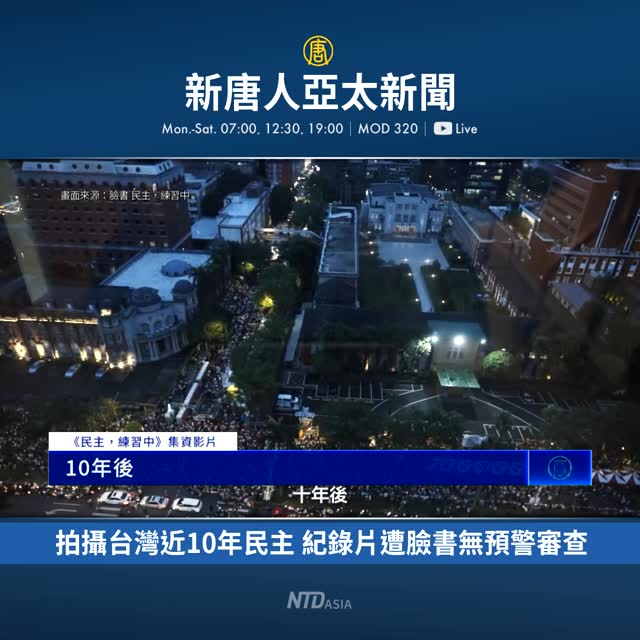 唐
新唐人亞太新聞
Mon.-Sat. 07:00, 12:30, 19:00 | MOD 320 | Live
畫面來源：臉書 民主，練習中
《民主，練習中》集資影片
10年後
唐
十年後
拍攝台灣近10年民主 紀錄片遭臉書無預警審查
NTD ASIA